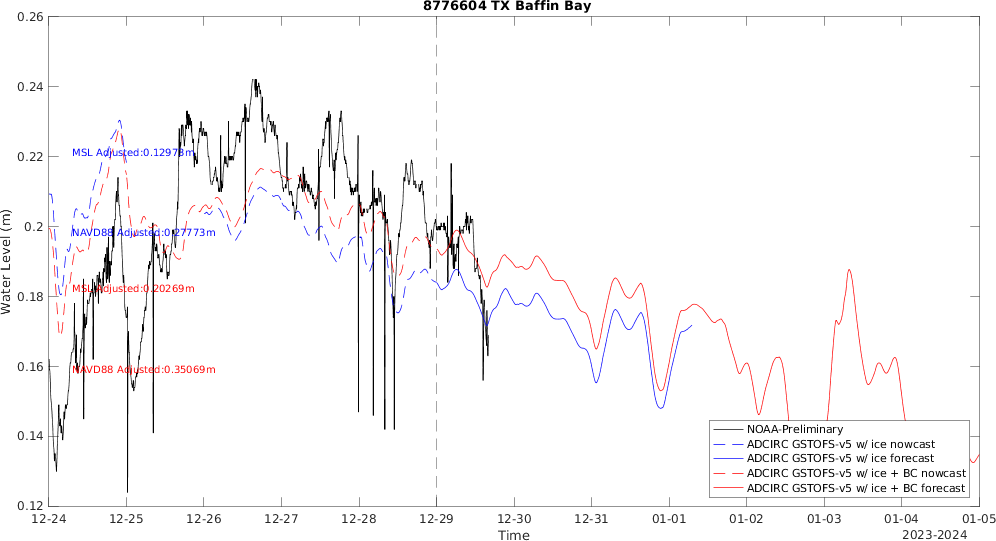 8776604 TX Baffin Bay
Water Level (m)
0.26
0.24
0.22
0.2
0.18
0.16
0.14
0.12
MSL Adjusted:0.12978m
NAVD88 Adjusted:0.27773m
MSL Adjusted:0.20269m
NAVD88 Adjusted:0.35069m
NOAA-Preliminary
ADCIRC GSTOFS-v5 w/ ice nowcast
ADCIRC GSTOFS-v5 w/ ice forecast
ADCIRC GSTOFS-v5 w/ ice + BC nowcast
ADCIRC GSTOFS-v5 w/ ice + BC forecast
12-24 12-25 12-26 12-27 12-28 12-29 12-30 12-31 01-01 01-02 01-03 01-04 01-05
Time
2023-2024